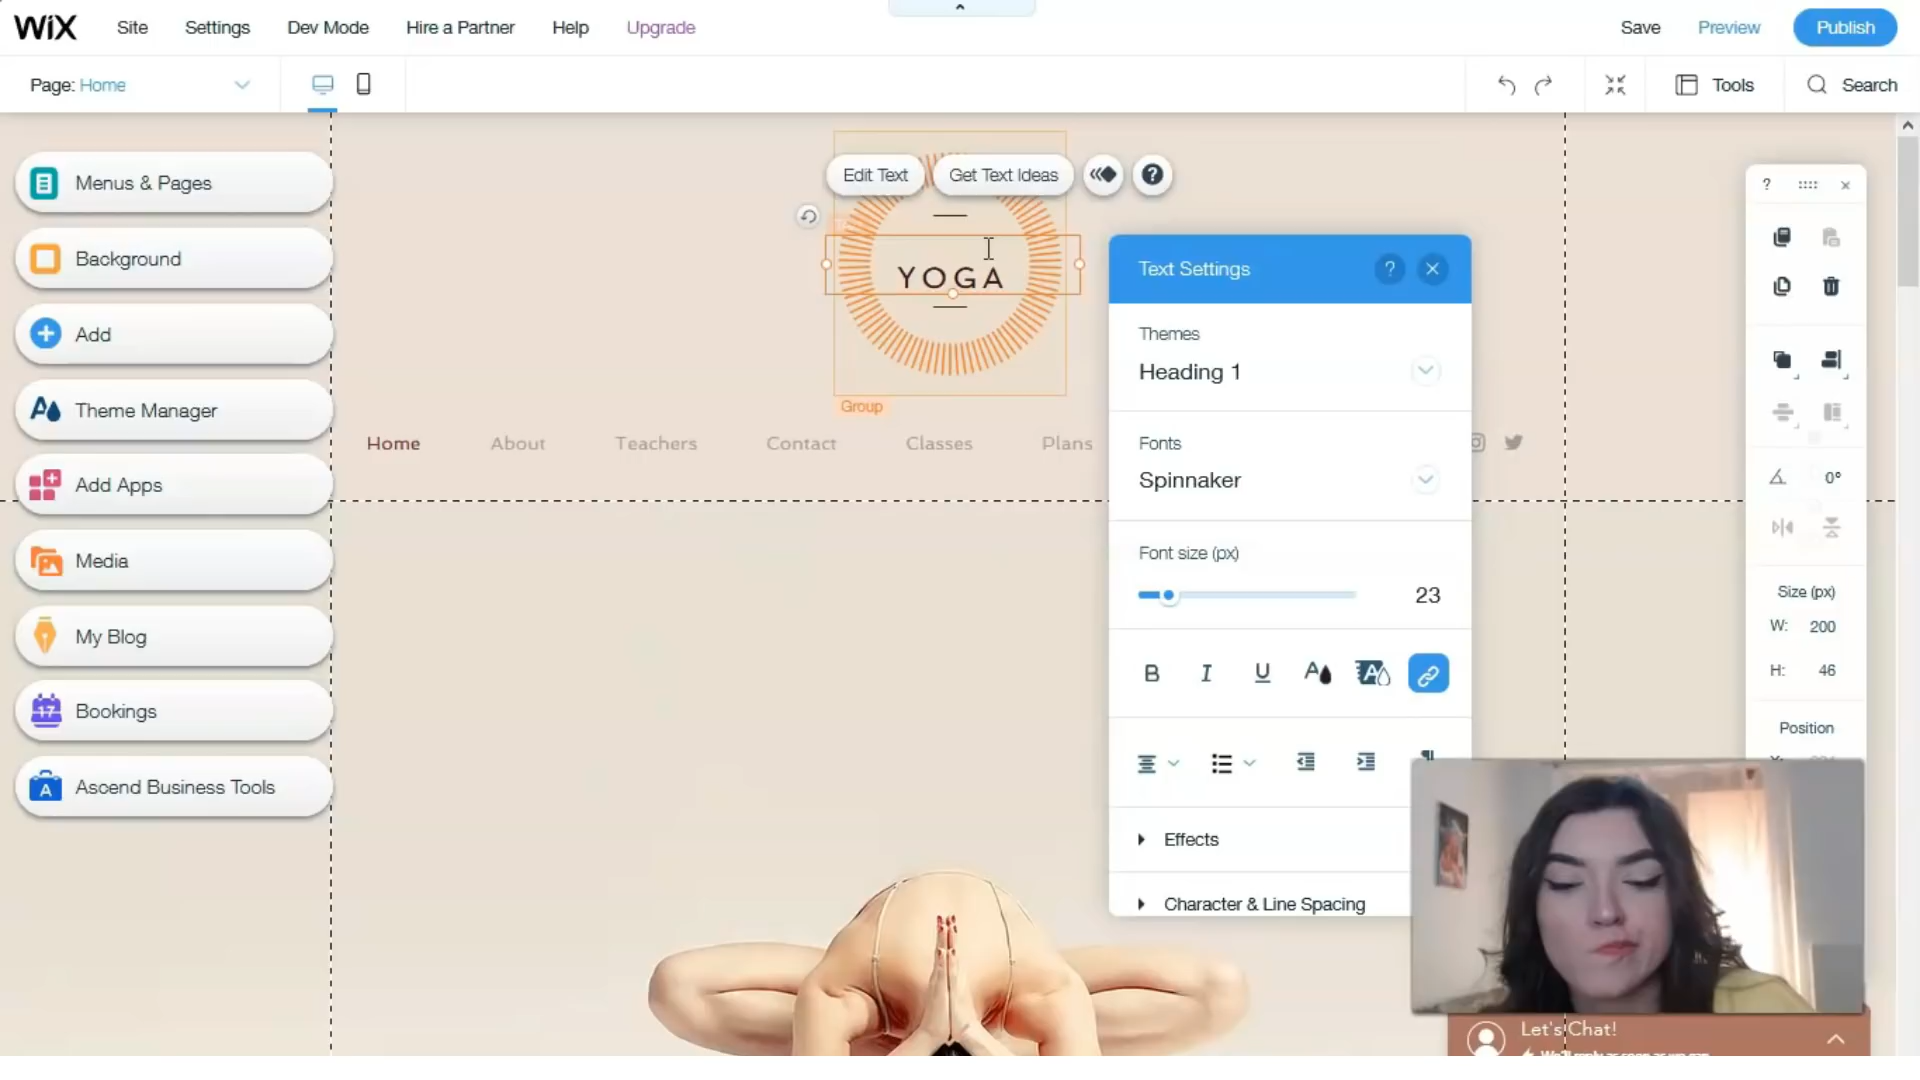 WiX
Site
Settings
Dev Mode
Hire a Partner
Help
Upgrade
Save
Preview
Publish
Page: Home
Tools
Search
Menus & Pages
Background
Add
Theme Manager
Add Apps
Media
My Blog
17
Bookings
A
Ascend Business Tools
Edit Text
Get Text Ideas
?
YOGA
Group
Home
About
Teachers
Contact
Classes
Plans
Text Settings
?
Themes
Heading 1
Fonts
Spinnaker
Font size (px)
23
B
I
U
A
A
Effects
Character & Line Spacing
?
0°
Size (px)
W: 200
H: 46
Position
Let's Chat!